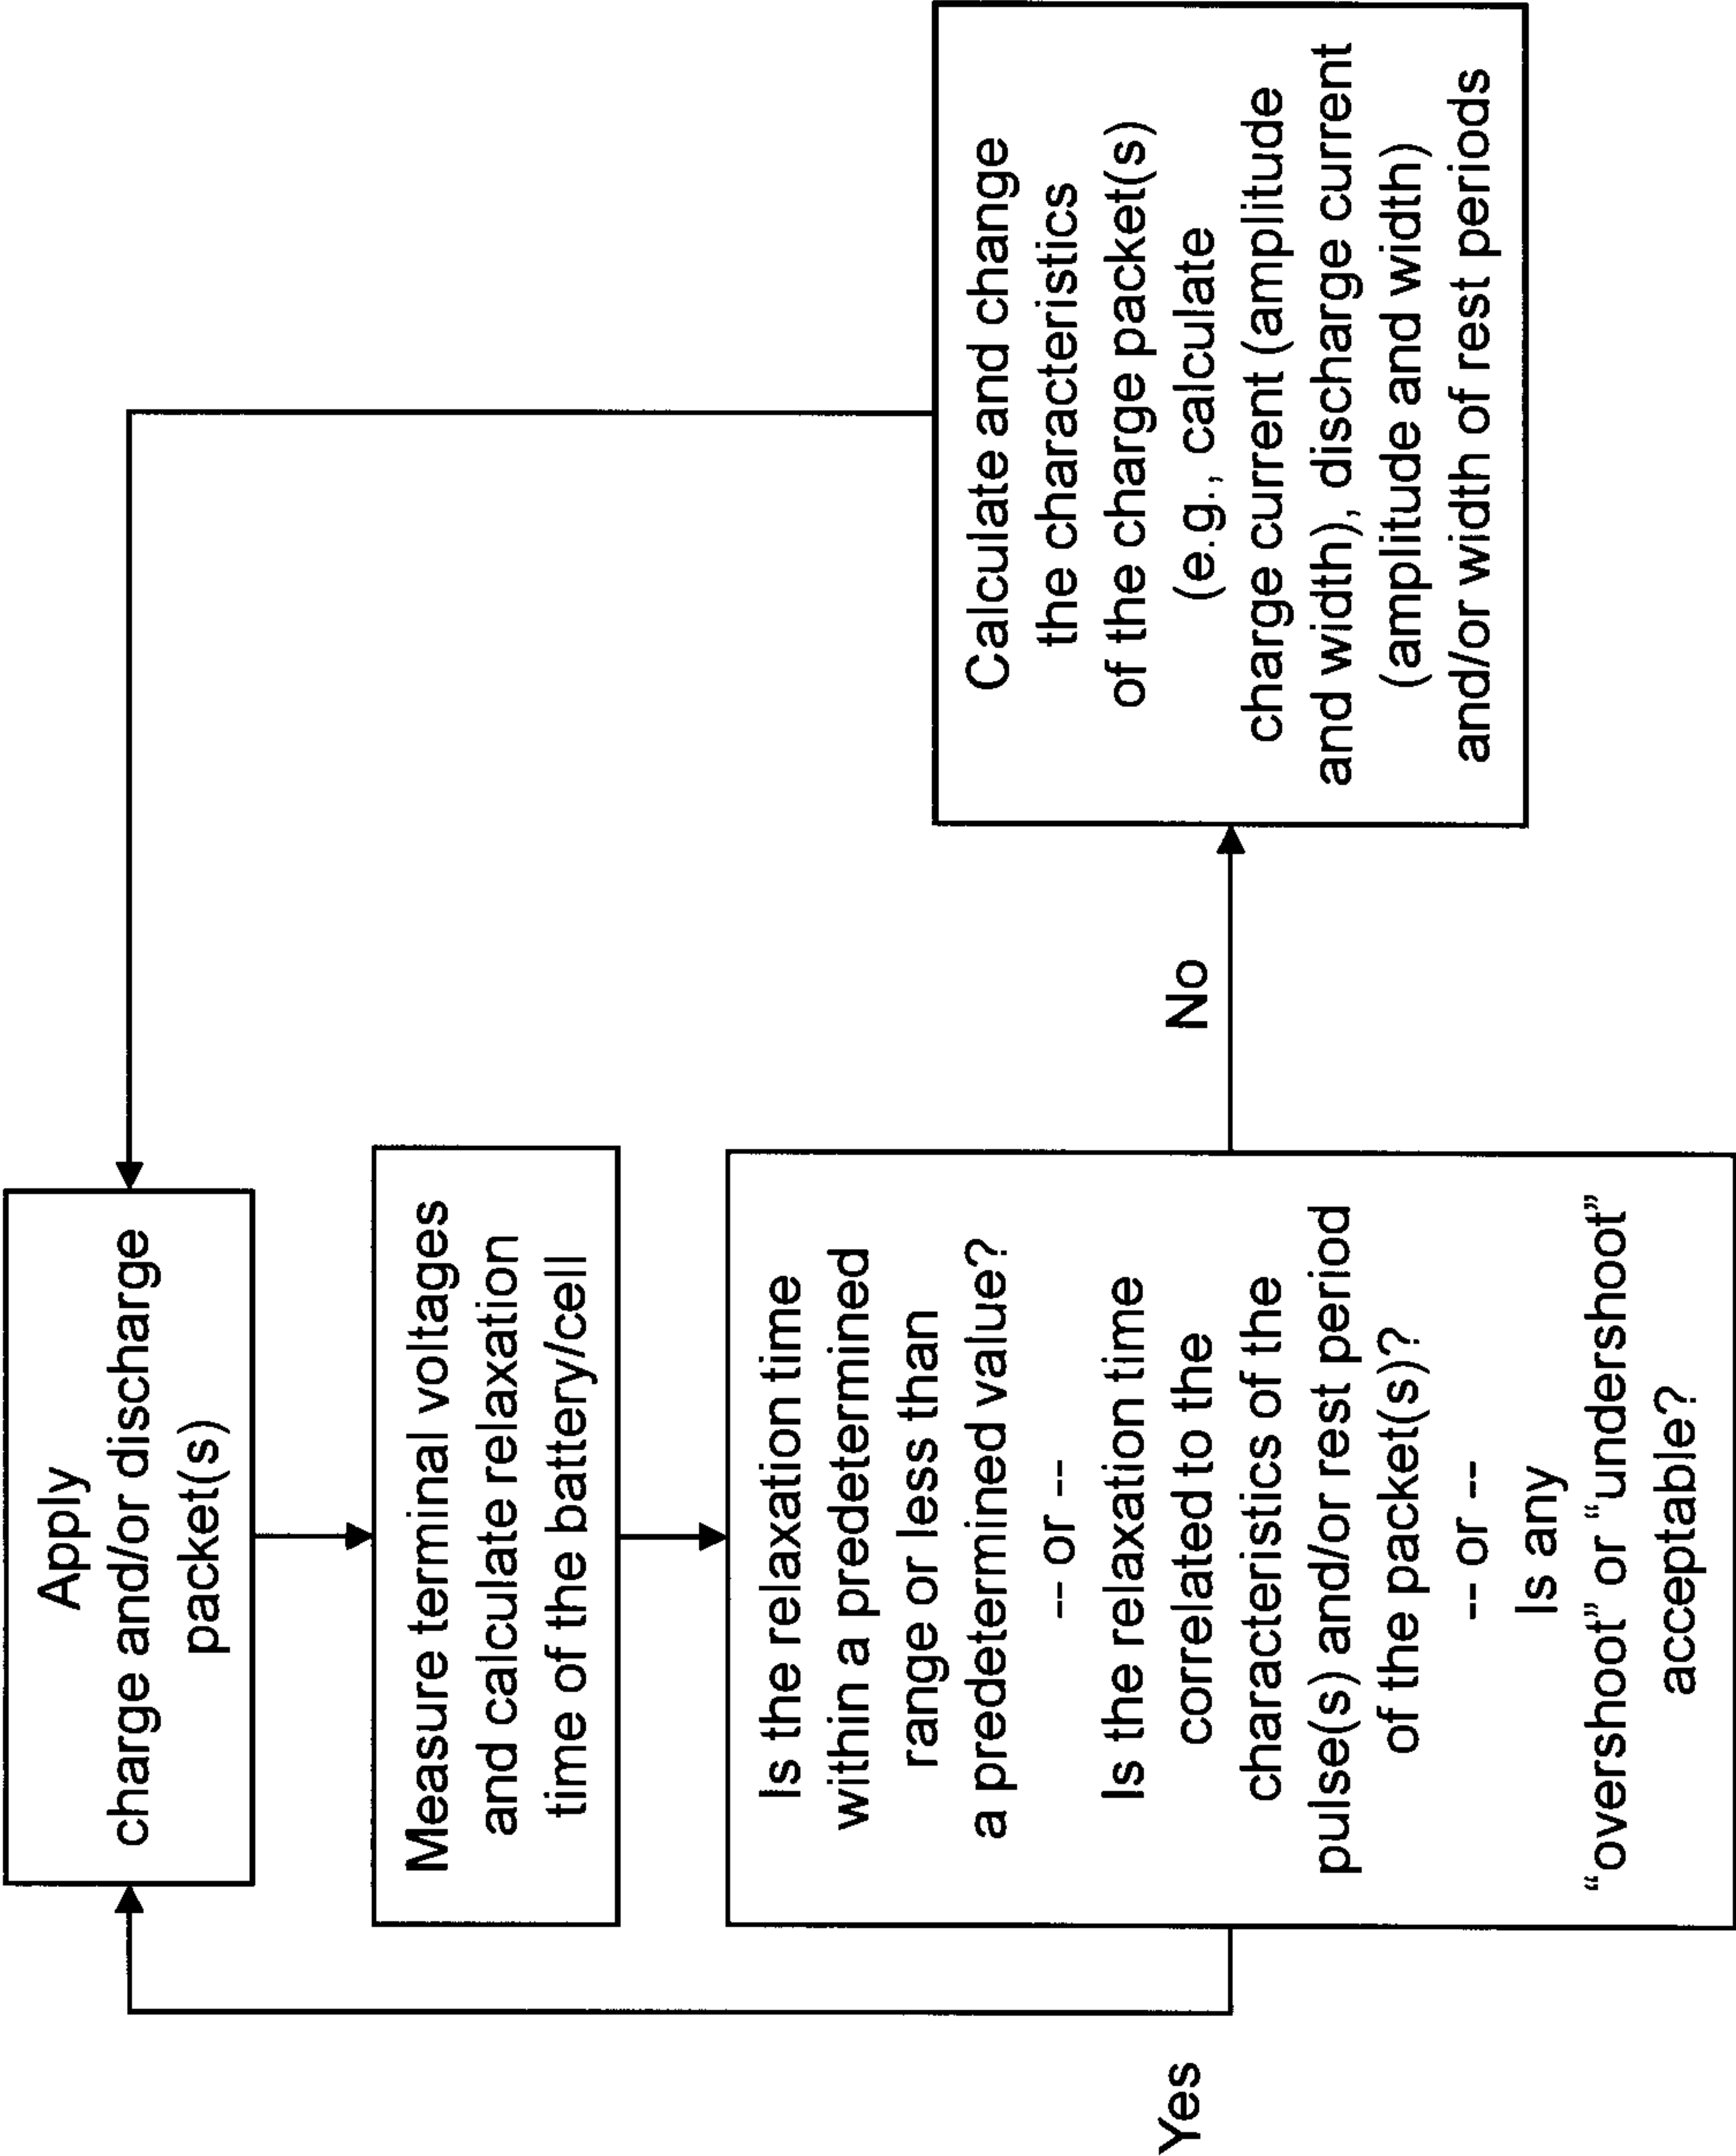 Apply
charge and/or discharge
packet(s)
Measure terminal voltages
and calculate relaxation
time of the battery/cell
Is the relaxation time
within a predetermined
range or less than
a predetermined value?
-- or --
Is the relaxation time
correlated to the
characteristics of the
pulse(s) and/or rest period
of the packet(s)?
-- or --
Is any
“overshoot” or “undershoot”
acceptable?
Yes
No
Calculate and change
the characteristics
of the charge packet(s)
(e.g., calculate
charge current (amplitude
and width), discharge current
(amplitude and width)
and/or width of rest periods